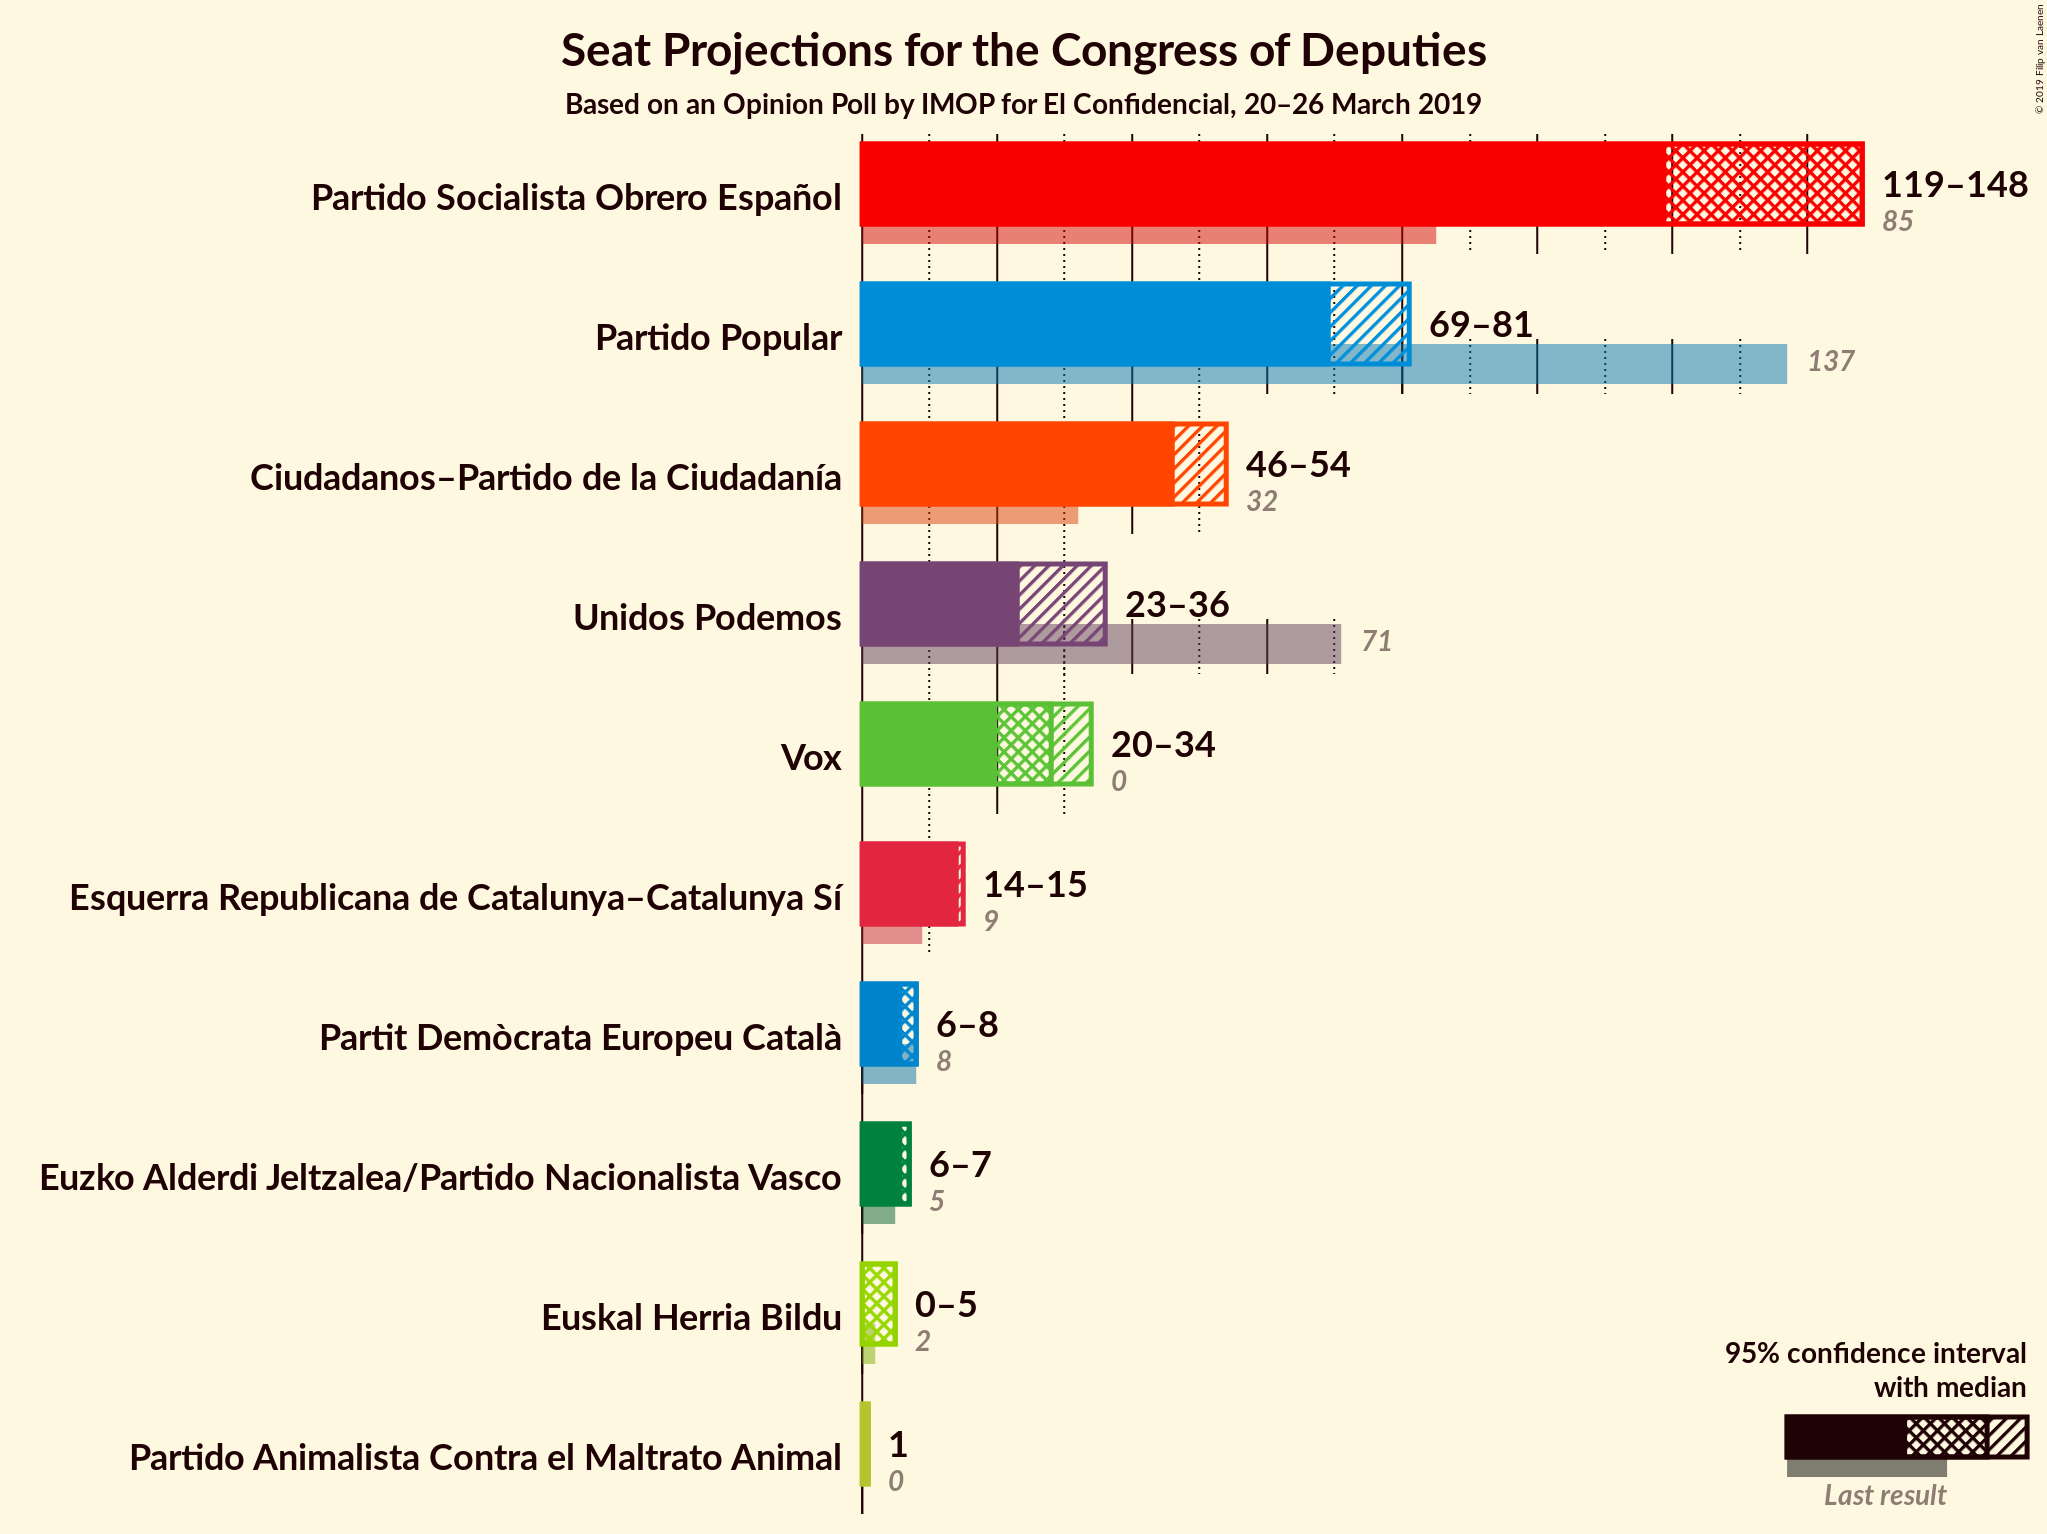 Seat Projections for the Congress of Deputies
Based on an Opinion Poll by IMOP for El Confidencial, 20–26 March 2019
© 2019 Filip van Laenen
Partido Socialista Obrero Español
119–148
85
Partido Popular
69–81
137
Ciudadanos–Partido de la Ciudadanía
46–54
32
Unidos Podemos
23–36
71
Vox
20–34
0
Esquerra Republicana de Catalunya–Catalunya Sí
14–15
9
Partit Demòcrata Europeu Català
6–8
8
Euzko Alderdi Jeltzalea/Partido Nacionalista Vasco
6–7
5
Euskal Herria Bildu
0–5
2
Partido Animalista Contra el Maltrato Animal
1
0
95% confidence interval
with median
Last result